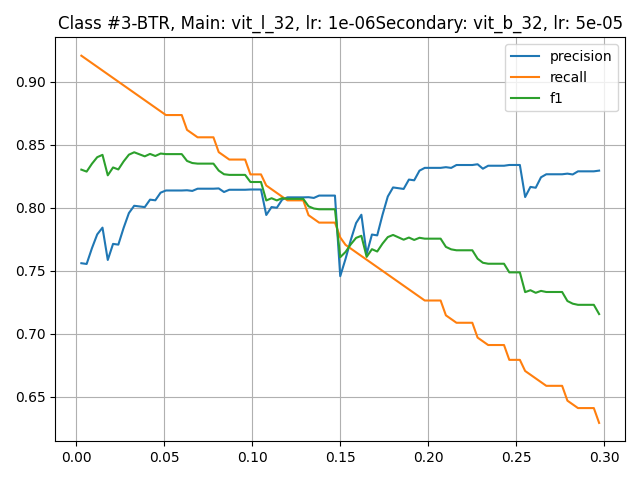 Class #3-BTR, Main: vit_l_32, lr: 1e-06Secondary: vit_b_32, lr: 5e-05
precision
recall
f1
0.90
0.85
0.80
0.75
0.70
0.65
0.00 0.05 0.10 0.15 0.20 0.25 0.30